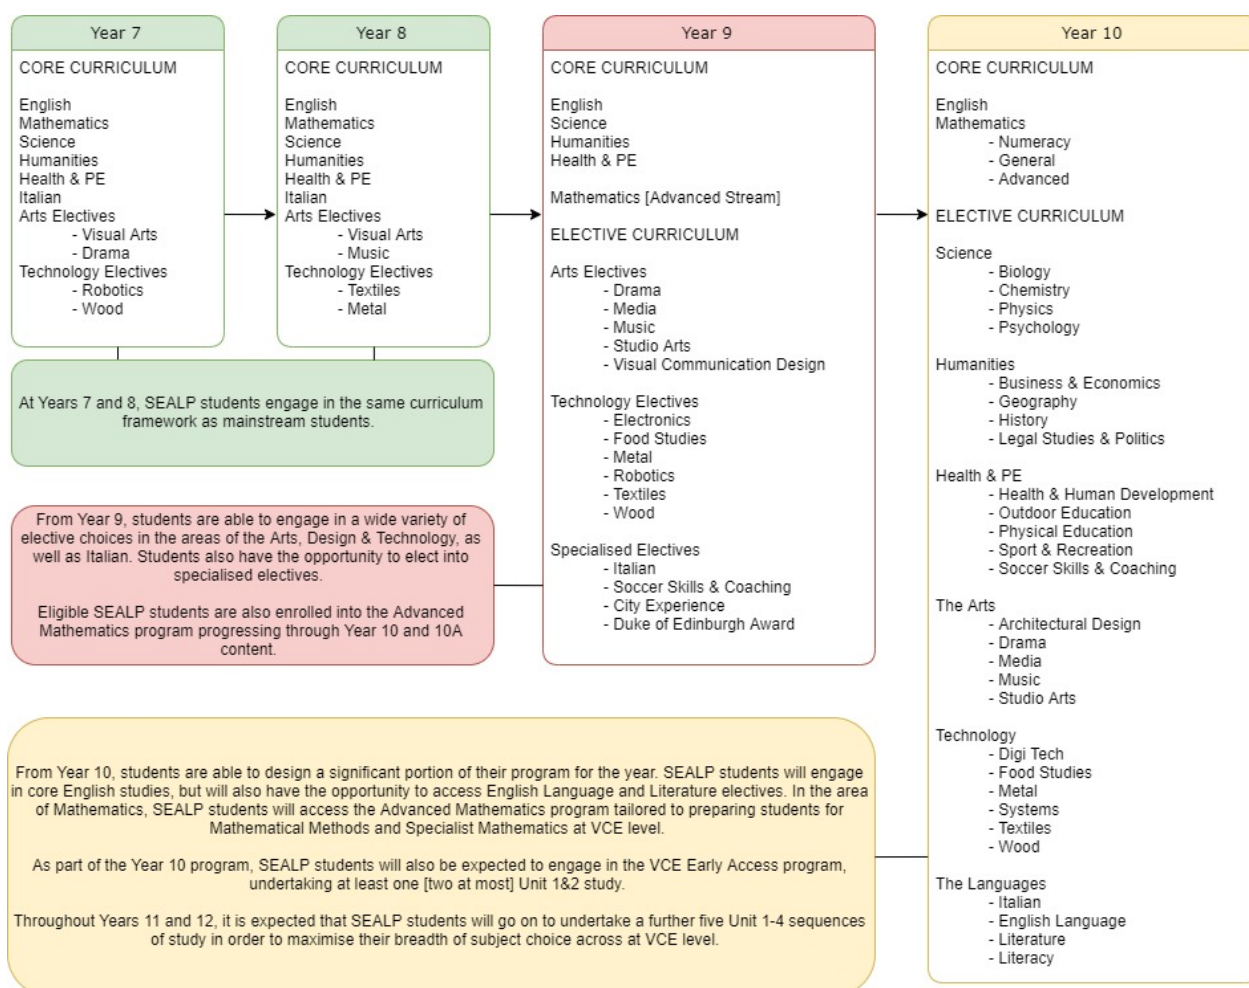 Year 7
CORE CURRICULUM
English
Mathematics
Science
Humanities
Health & PE
Italian
Arts Electives
- Visual Arts
- Drama
Technology Electives
- Robotics
- Wood
Year 8
CORE CURRICULUM
English
Mathematics
Science
Humanities
Health & PE
Italian
Arts Electives
- Visual Arts
- Music
Technology Electives
- Textiles
- Metal
At Years 7 and 8, SEALP students engage in the same curriculum
framework as mainstream students.
Year 9
CORE CURRICULUM
English
Science
Humanities
Health & PE
Mathematics [Advanced Stream]
ELECTIVE CURRICULUM
Arts Electives
- Drama
- Media
- Music
- Studio Arts
- Visual Communication Design
Technology Electives
- Electronics
- Food Studies
- Metal
- Robotics
- Textiles
- Wood
Specialised Electives
- Italian
- Soccer Skills & Coaching
- City Experience
- Duke of Edinburgh Award
From Year 9, students are able to engage in a wide variety of
elective choices in the areas of the Arts, Design & Technology, as
well as Italian. Students also have the opportunity to elect into
specialised electives.
Eligible SEALP students are also enrolled into the Advanced
Mathematics program progressing through Year 10 and 10A
content.
Year 10
CORE CURRICULUM
English
Mathematics
- Numeracy
- General
- Advanced
ELECTIVE CURRICULUM
Science
- Biology
- Chemistry
- Physics
- Psychology
Humanities
- Business & Economics
- Geography
- History
- Legal Studies & Politics
Health & PE
- Health & Human Development
- Outdoor Education
- Physical Education
- Sport & Recreation
- Soccer Skills & Coaching
The Arts
- Architectural Design
- Drama
- Media
- Music
- Studio Arts
Technology
- Digi Tech
- Food Studies
- Metal
- Systems
- Textiles
- Wood
The Languages
- Italian
- English Language
- Literature
- Literacy
From Year 10, students are able to design a significant portion of their program for the year. SEALP students will engage
in core English studies, but will also have the opportunity to access English Language and Literature electives. In the area
of Mathematics, SEALP students will access the Advanced Mathematics program tailored to preparing students for
Mathematical Methods and Specialist Mathematics at VCE level.
As part of the Year 10 program, SEALP students will also be expected to engage in the VCE Early Access program,
undertaking at least one [two at most] Unit 1&2 study.
Throughout Years 11 and 12, it is expected that SEALP students will go on to undertake a further five Unit 1-4 sequences
of study in order to maximise their breadth of subject choice across at VCE level.